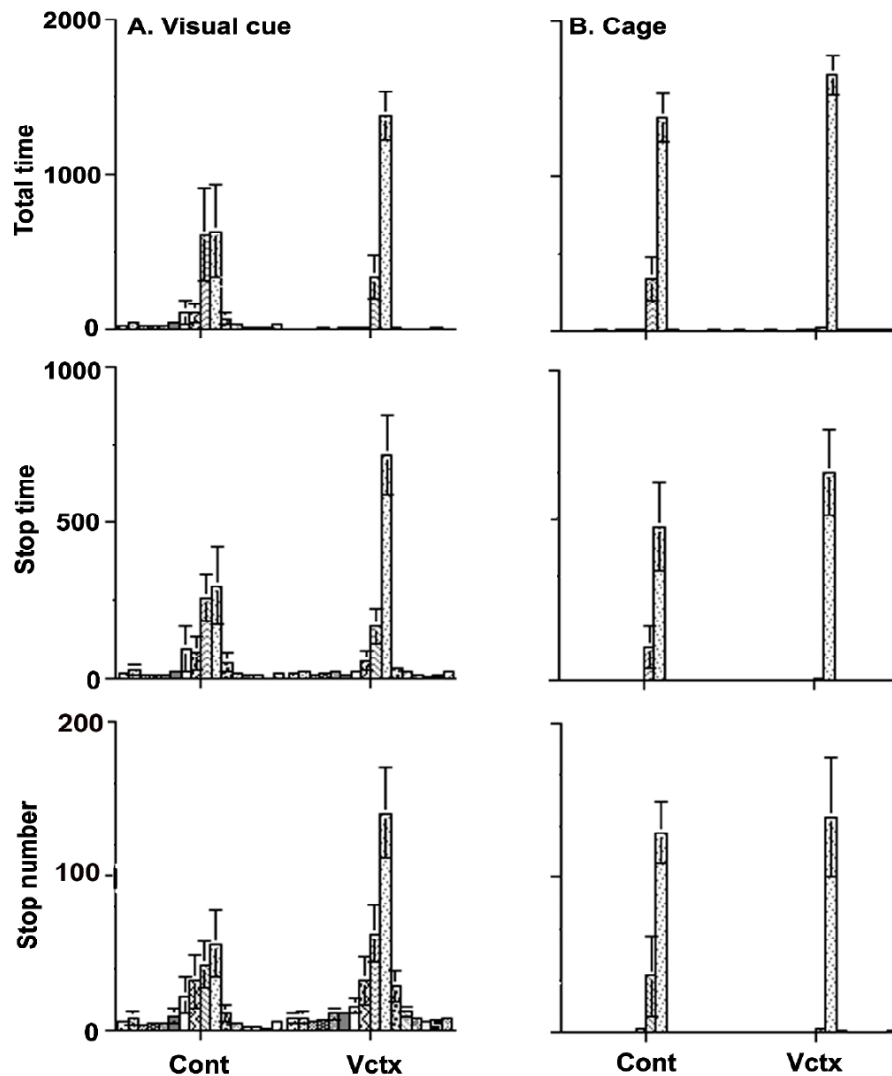 A. Visual cue
B. Cage
Total time
2000
1000
0
Stop time
1000
500
0
Stop number
200
100
0
Cont
Vctx
Cont
Vctx